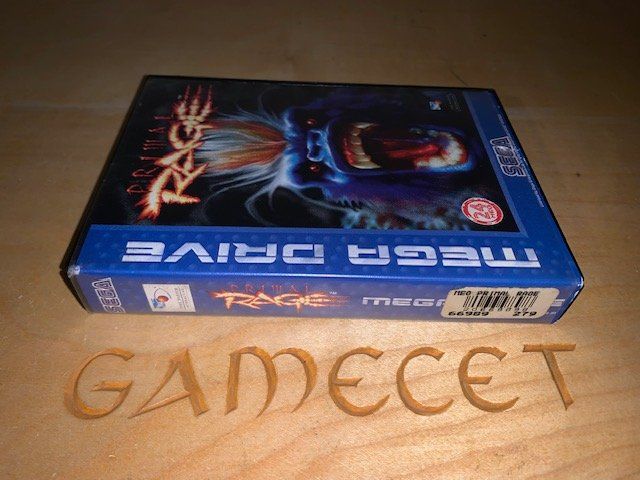 PRIMAL
RAGE
SEGA
MEGA DRIVE
SEGA
PRIMAL
RAGE
MEGA
MEG PRIMAL RAGE
66989 279
GAMECET